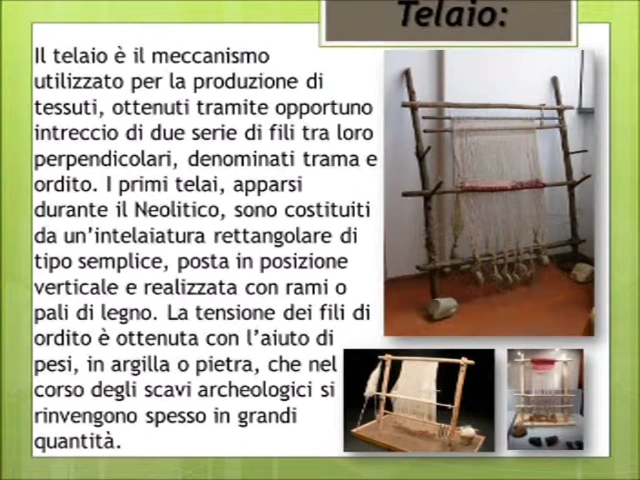 Telaio:
Il telaio è il meccanismo
utilizzato per la produzione di
tessuti, ottenuti tramite opportuno
intreccio di due serie di fili tra loro
perpendicolari, denominati trama e
ordito. I primi telai, apparsi
durante il Neolitico, sono costituiti
da un'intelaiatura rettangolare di
tipo semplice, posta in posizione
verticale e realizzata con rami o
pali di legno. La tensione dei fili di
ordito è ottenuta con l'aiuto di
pesi, in argilla o pietra, che nel
corso degli scavi archeologici si
rinvengono spesso in grandi
quantità.